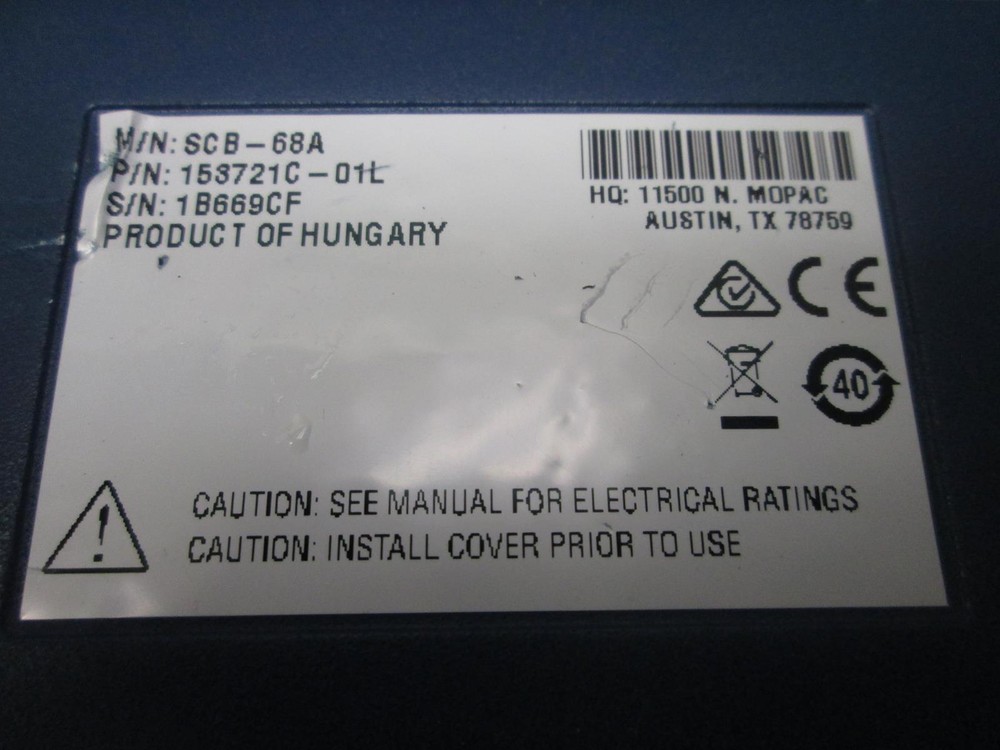 M/N: SCB-68A
P/N: 153721C-01L
S/N: 1B669CF
PRODUCT OF HUNGARY
HQ: 11500 N. MOPAC
AUSTIN, TX 78759
CE
40
CAUTION: SEE MANUAL FOR ELECTRICAL RATINGS
CAUTION: INSTALL COVER PRIOR TO USE